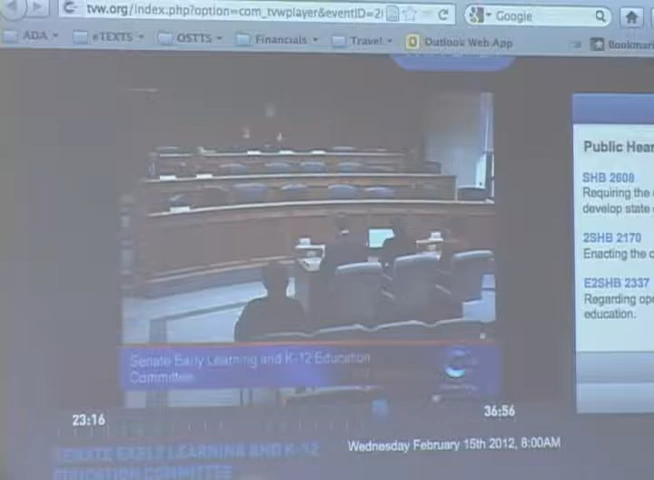 tvw.org/index.php?option=com_tvwplayer&eventID=2
Google
ADA
eTEXTS
OSTTS
Financials
Travel
Outlook Web App
Bookmar
Public Hear
SHB 2608
Requiring the
develop state
2SHB 2170
Enacting the c
E2SHB 2337
Regarding ope
education.
Senate Early Learning and K-12 Education
Committee
23:16
36:56
Wednesday February 15th 2012, 8:00AM
SENATE EARLY LEARNING AND K-12
EDUCATION COMMITTEE